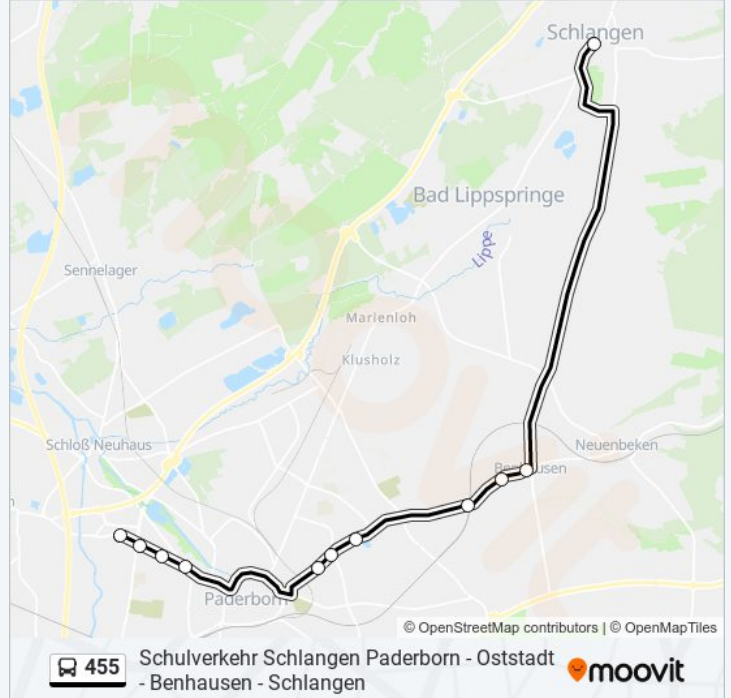 Schlangen
Bad Lippspringe
Lippe
Sennelager
Marienloh
Klusholz
Schloß Neuhaus
Neuenbeken
Benhausen
n
Paderborn
© OpenStreetMap contributors | © OpenMapTiles
455
Schulverkehr Schlangen Paderborn - Oststadt
- Benhausen - Schlangen
moovit